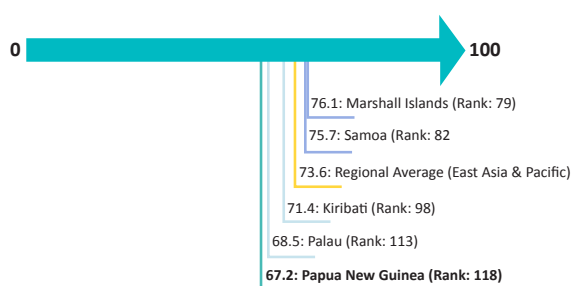 0
100
76.1: Marshall Islands (Rank: 79)
75.7: Samoa (Rank: 82
73.6: Regional Average (East Asia & Pacific)
71.4: Kiribati (Rank: 98)
68.5: Palau (Rank: 113)
67.2: Papua New Guinea (Rank: 118)